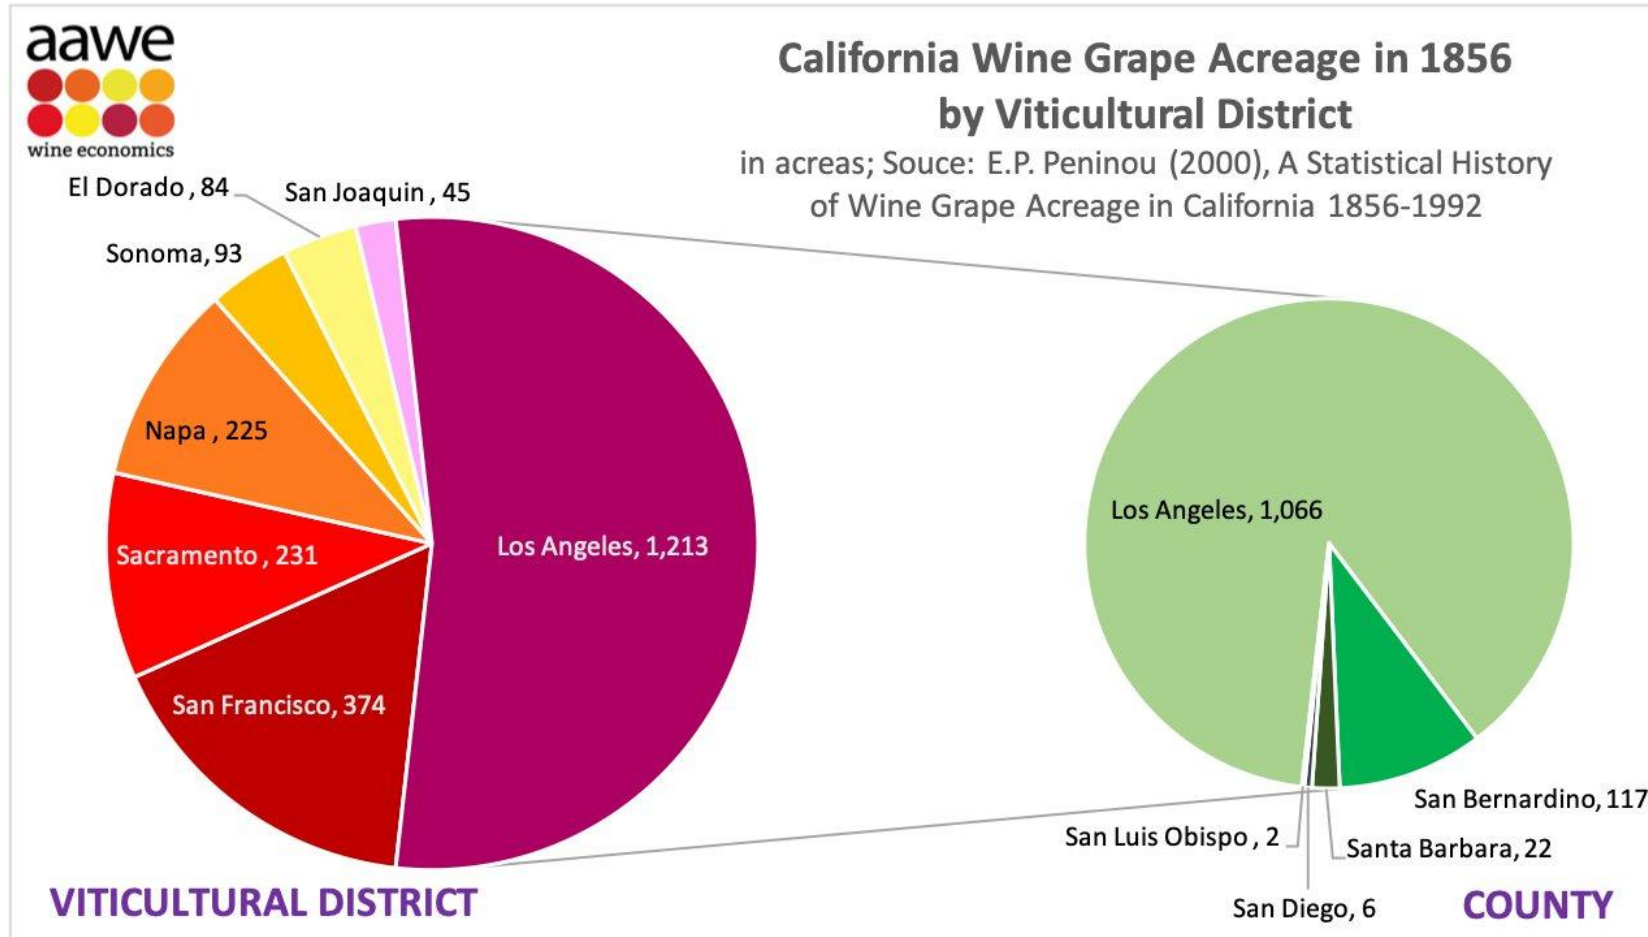 aawe
wine economics
California Wine Grape Acreage in 1856
by Viticultural District
in acreas; Souce: E.P. Peninou (2000), A Statistical History
of Wine Grape Acreage in California 1856-1992
El Dorado , 84
San Joaquin , 45
Sonoma, 93
Napa , 225
Sacramento , 231
San Francisco, 374
Los Angeles, 1,213
Los Angeles, 1,066
San Bernardino, 117
San Luis Obispo , 2
Santa Barbara, 22
San Diego, 6
VITICULTURAL DISTRICT
COUNTY